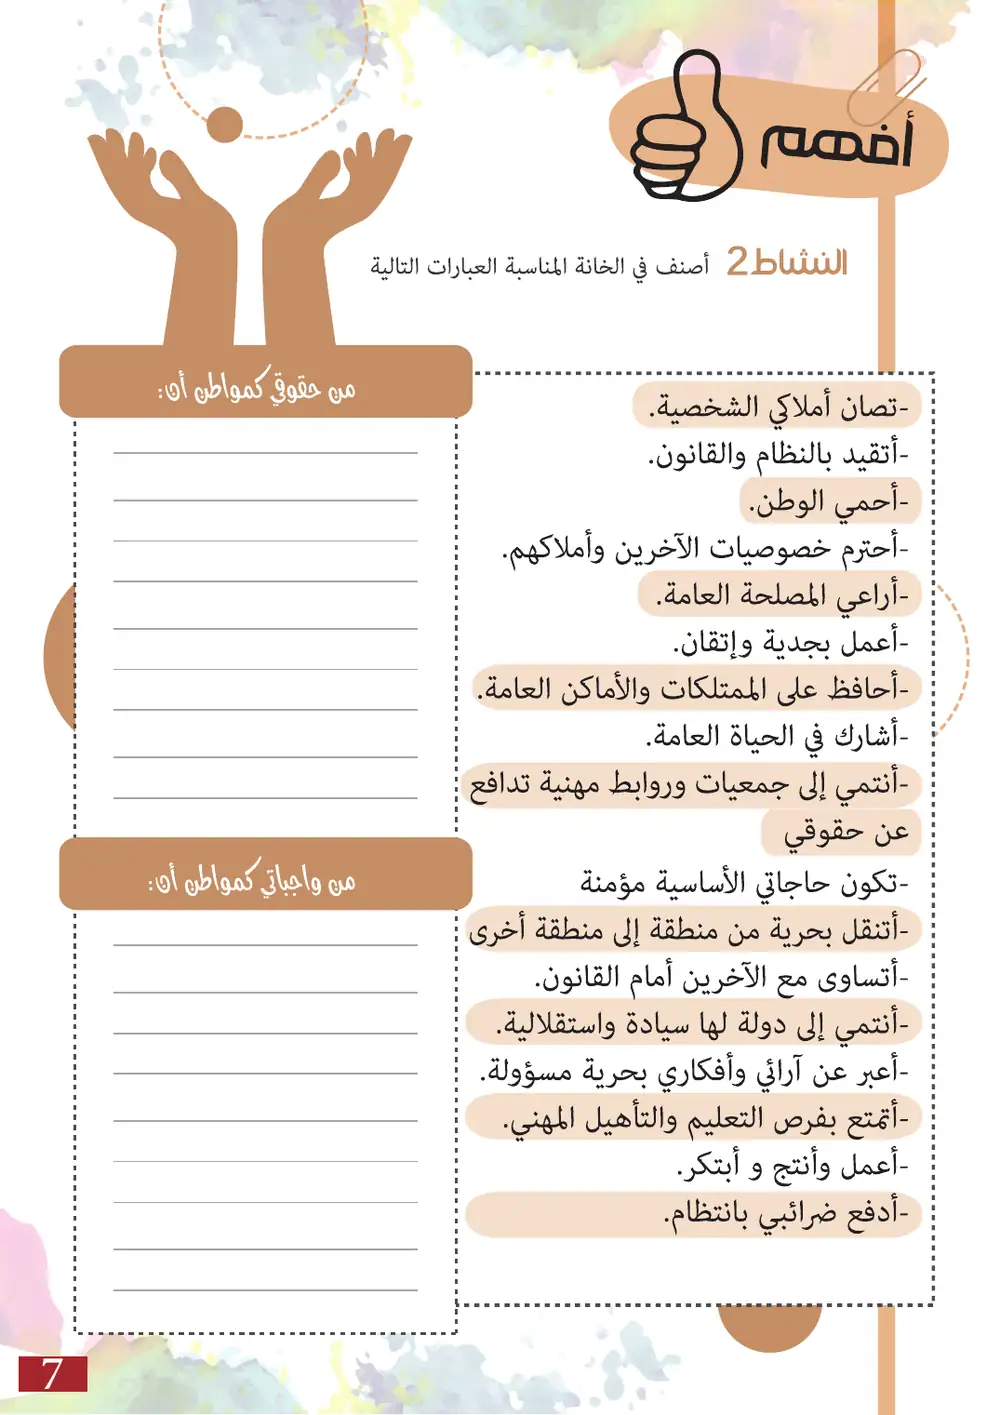 أفهم
النشاط2 أصنف في الخانة المناسبة العبارات التالية
-تصان أملاكي الشخصية.
-أتقيد بالنظام والقانون.
-أحمي الوطن.
-أحترم خصوصيات الآخرين وأملاكهم.
-أراعي المصلحة العامة.
-أعمل بجدية وإتقان.
-أحافظ على الممتلكات والأماكن العامة.
-أشارك في الحياة العامة.
-أنتمي إلى جمعيات وروابط مهنية تدافع
عن حقوقي
-تكون حاجاتي الأساسية مؤمنة
-أتنقل بحرية من منطقة إلى منطقة أخرى
-أتساوى مع الآخرين أمام القانون.
-أنتمي إلى دولة لها سيادة واستقلالية.
-أعبر عن آرائي وأفكاري بحرية مسؤولة.
-أتمتع بفرص التعليم والتأهيل المهني.
-أعمل وأنتج و أبتكر.
-أدفع ضرائبي بانتظام.
من حقوقي كمواطن أن:
من واجباتي كمواطن أن:
7